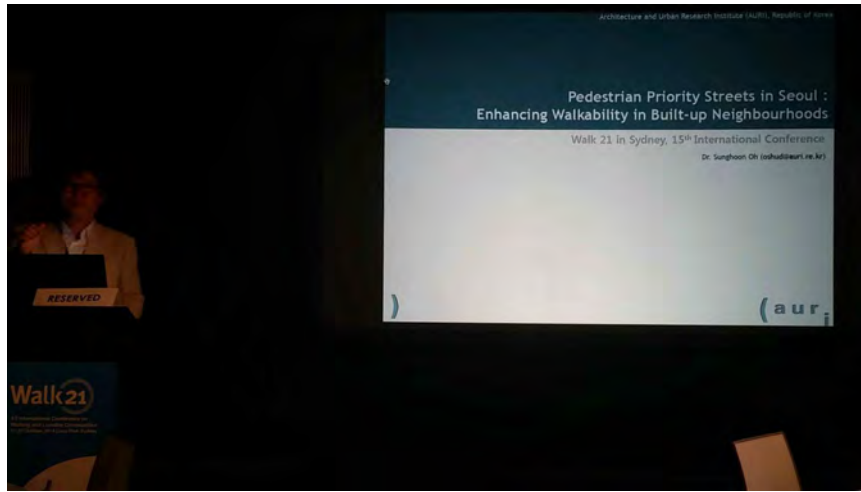 Architecture and Urban Research Institute (AURI), Republic of Korea
Pedestrian Priority Streets in Seoul :
Enhancing Walkability in Built-up Neighbourhoods
Walk 21 in Sydney, 15th International Conference
Dr. Sunghoon Oh (oshud@auri.re.kr)
(auri
RESERVED
Walk21